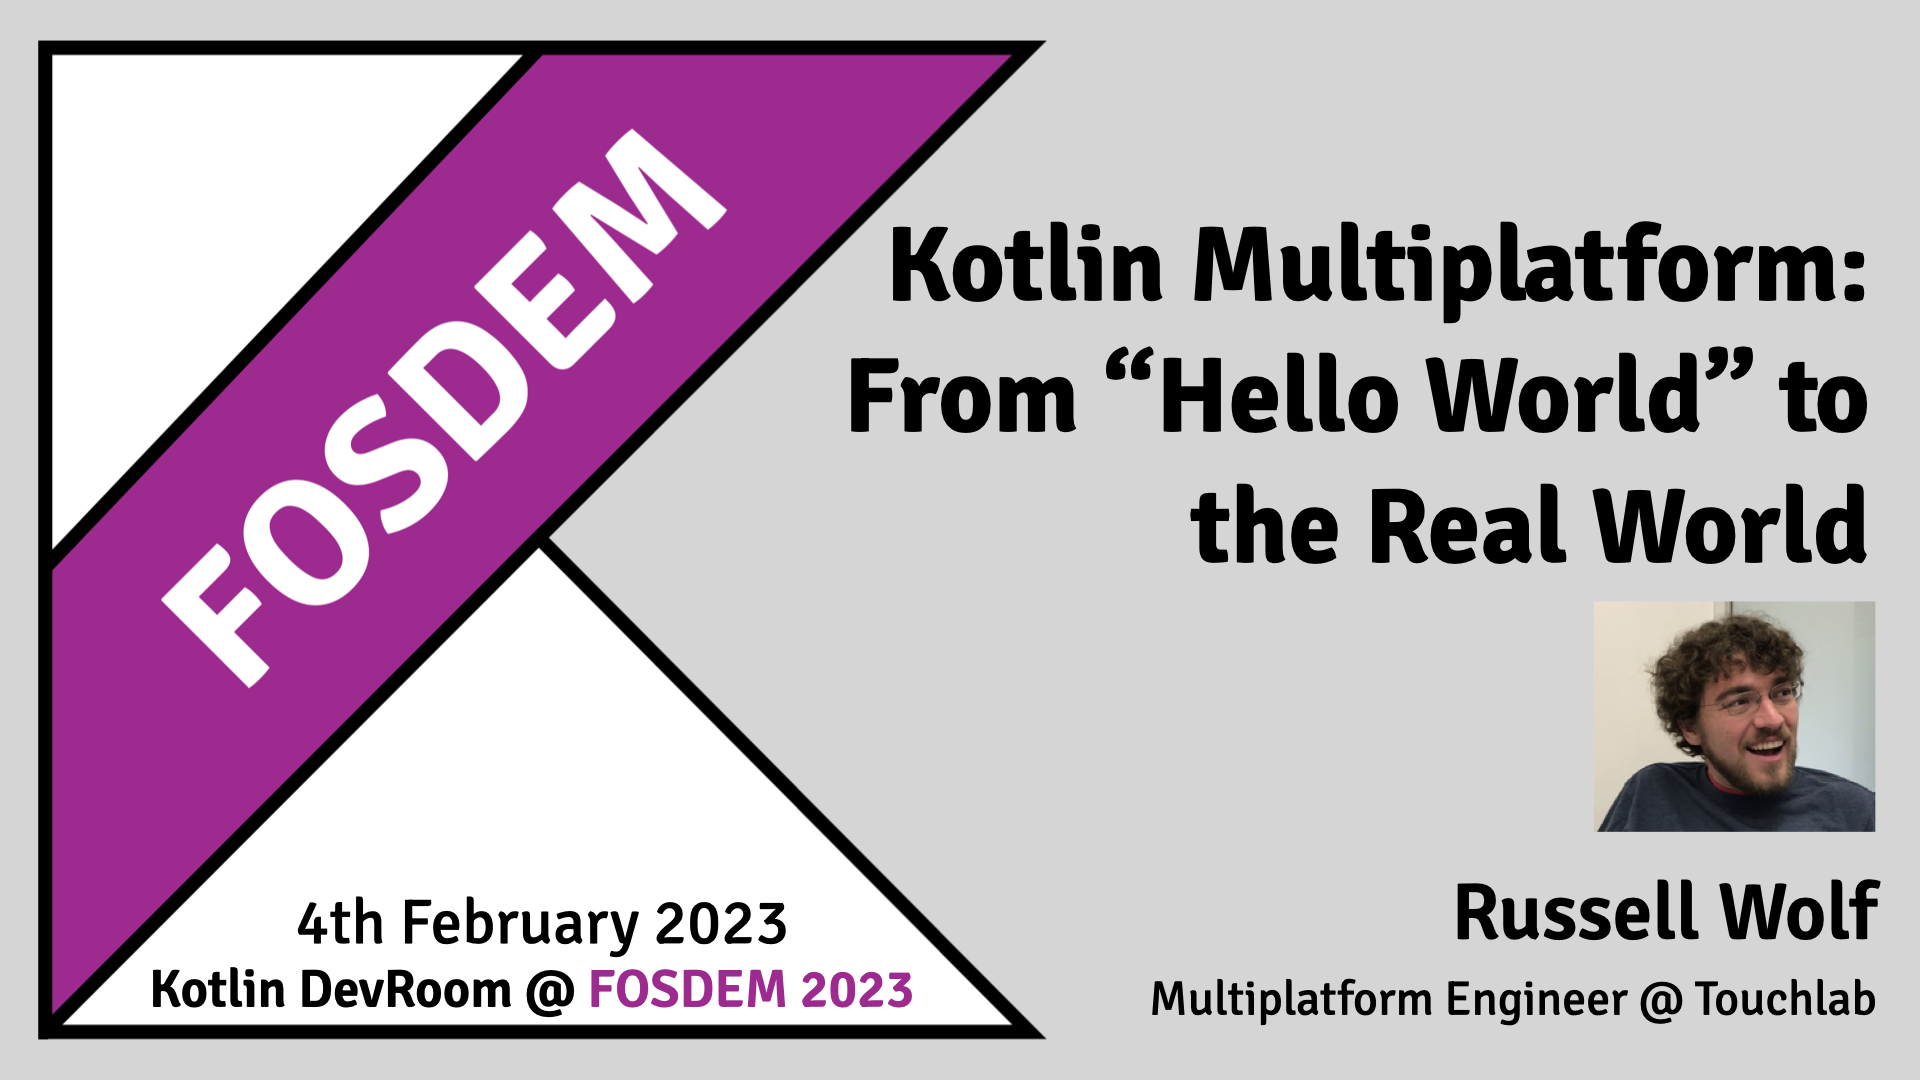 FOSDEM
Kotlin Multiplatform:
From “Hello World” to
the Real World
Russell Wolf
Multiplatform Engineer @ Touchlab
4th February 2023
Kotlin DevRoom @ FOSDEM 2023